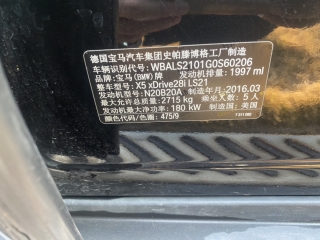 德国宝马汽车集团史帕滕博格工厂制造
车辆识别代号: WBALS2101G0S60206
品牌: 宝马(BMW)牌 发动机排量: 1997 ml
整车型号: X5 xDrive28i LS21
发动机型号: N20B20A 制造年月: 2016.03
最大允许总质量: 2715 kg 乘坐人数: 5人
发动机最大净功率: 180 kW 制造国: 美国
颜色代码/色圈: 475/9